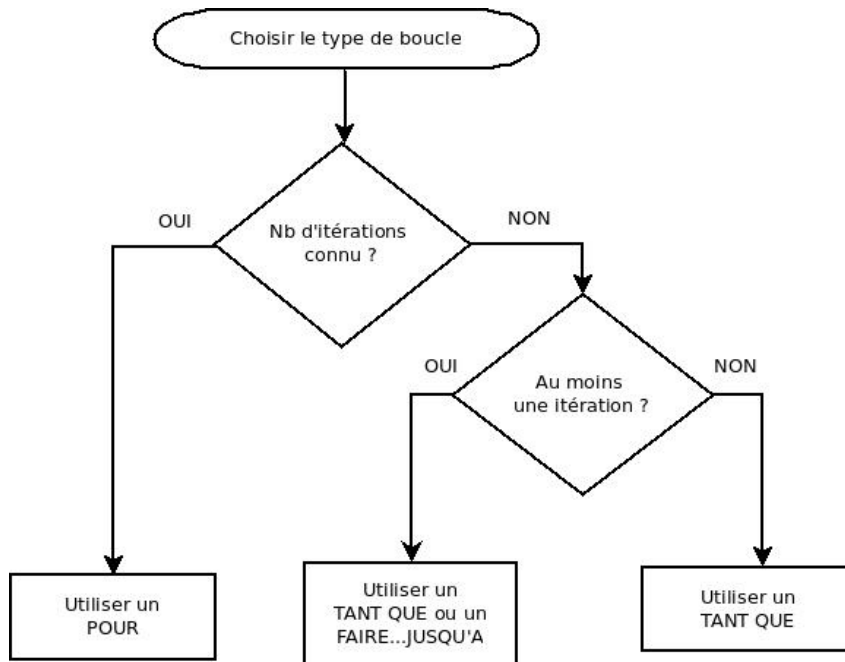 Choisir le type de boucle
OUI
Nb d'itérations
connu ?
NON
OUI
Au moins
une itération ?
NON
Utiliser un
POUR
Utiliser un
TANT QUE ou un
FAIRE...JUSQU'A
Utiliser un
TANT QUE